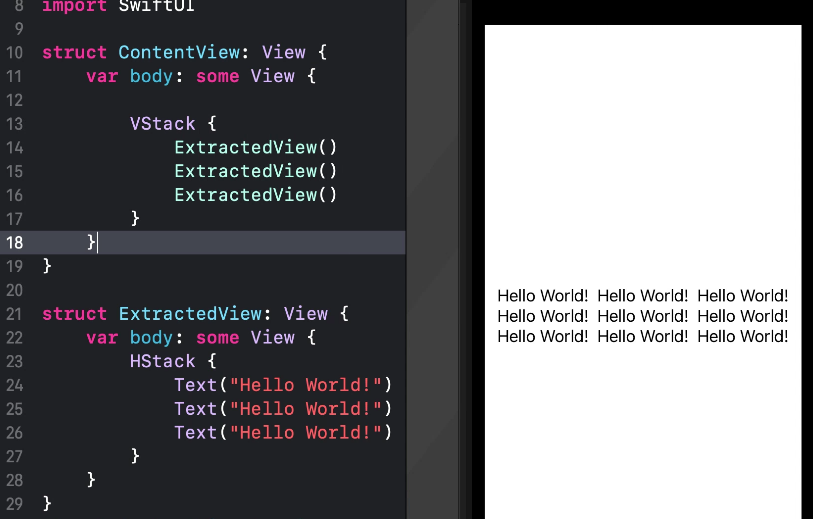 8 import SwiftUI
9
10 struct ContentView: View {
11     var body: some View {
12
13         VStack {
14             ExtractedView()
15             ExtractedView()
16             ExtractedView()
17         }
18     }
19 }
20
21 struct ExtractedView: View {
22     var body: some View {
23         HStack {
24             Text("Hello World!")
25             Text("Hello World!")
26             Text("Hello World!")
27         }
28     }
29 }
Hello World! Hello World! Hello World!
Hello World! Hello World! Hello World!
Hello World! Hello World! Hello World!